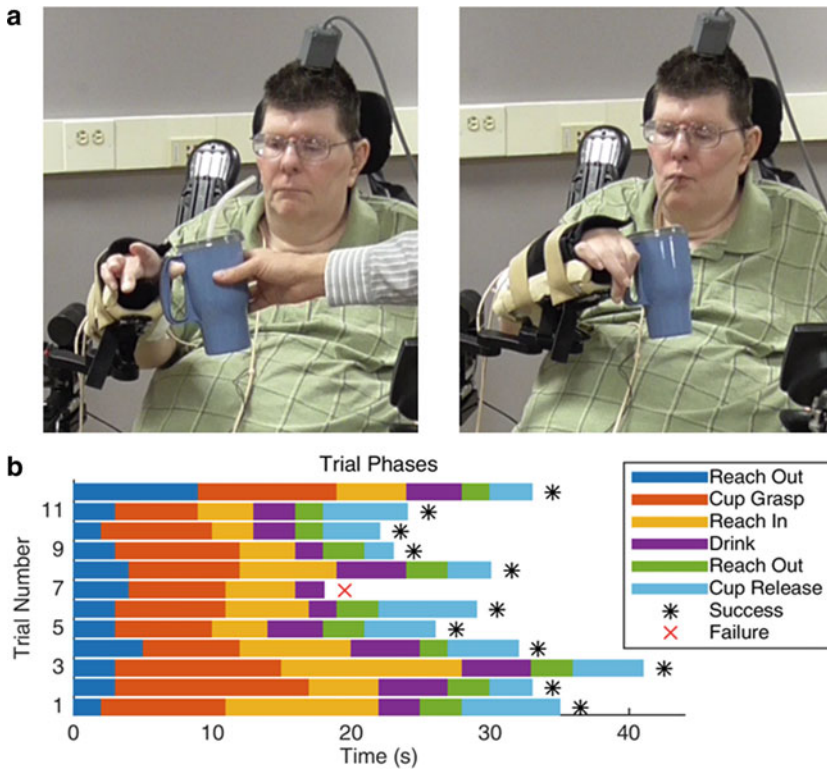 a
b
Trial Phases
Reach Out
Cup Grasp
Reach In
Drink
Reach Out
Cup Release
Success
Failure
Trial Number
11
9
7
5
3
1
0
10
20
30
40
Time (s)